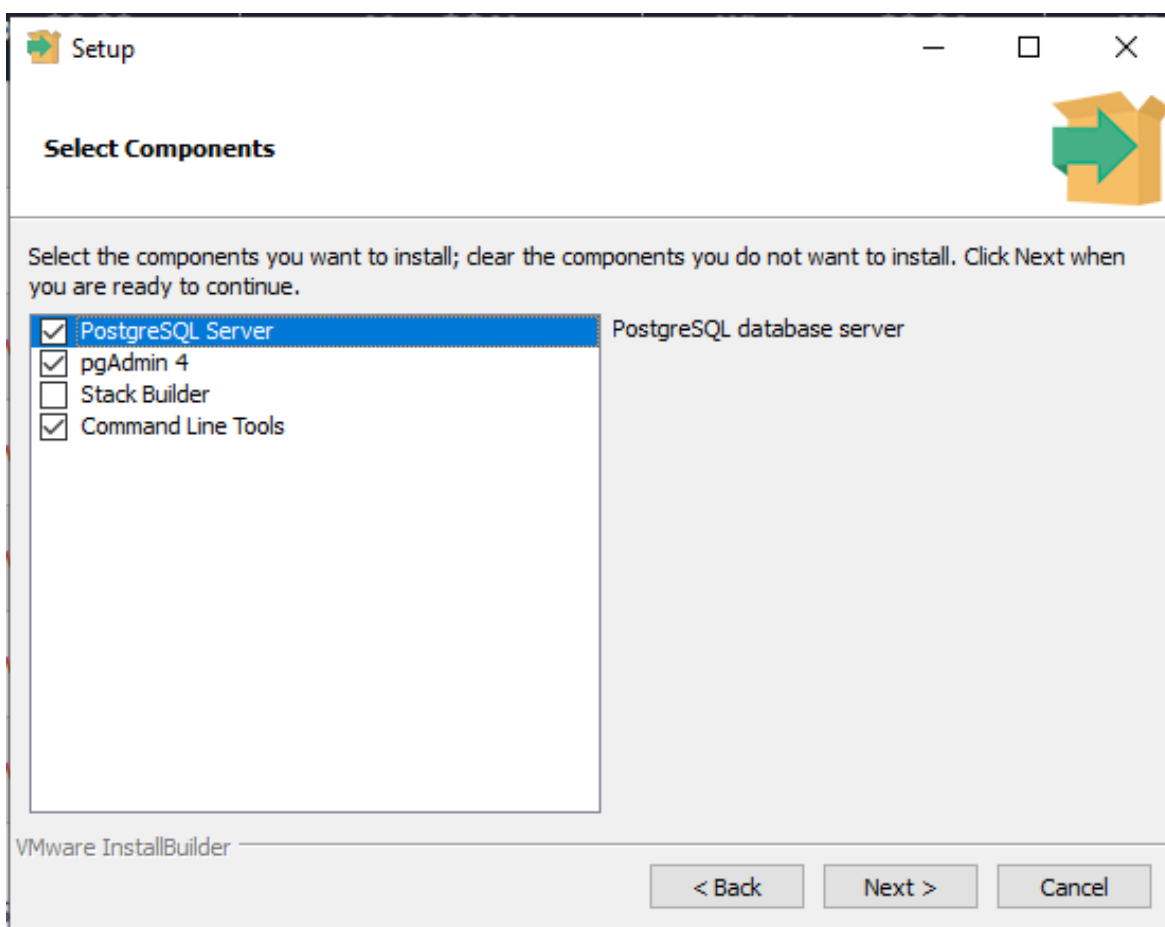 Setup
Select Components
Select the components you want to install; clear the components you do not want to install. Click Next when
you are ready to continue.
PostgreSQL Server
PostgreSQL database server
pgAdmin 4
Stack Builder
Command Line Tools
VMware InstallBuilder
< Back
Next >
Cancel